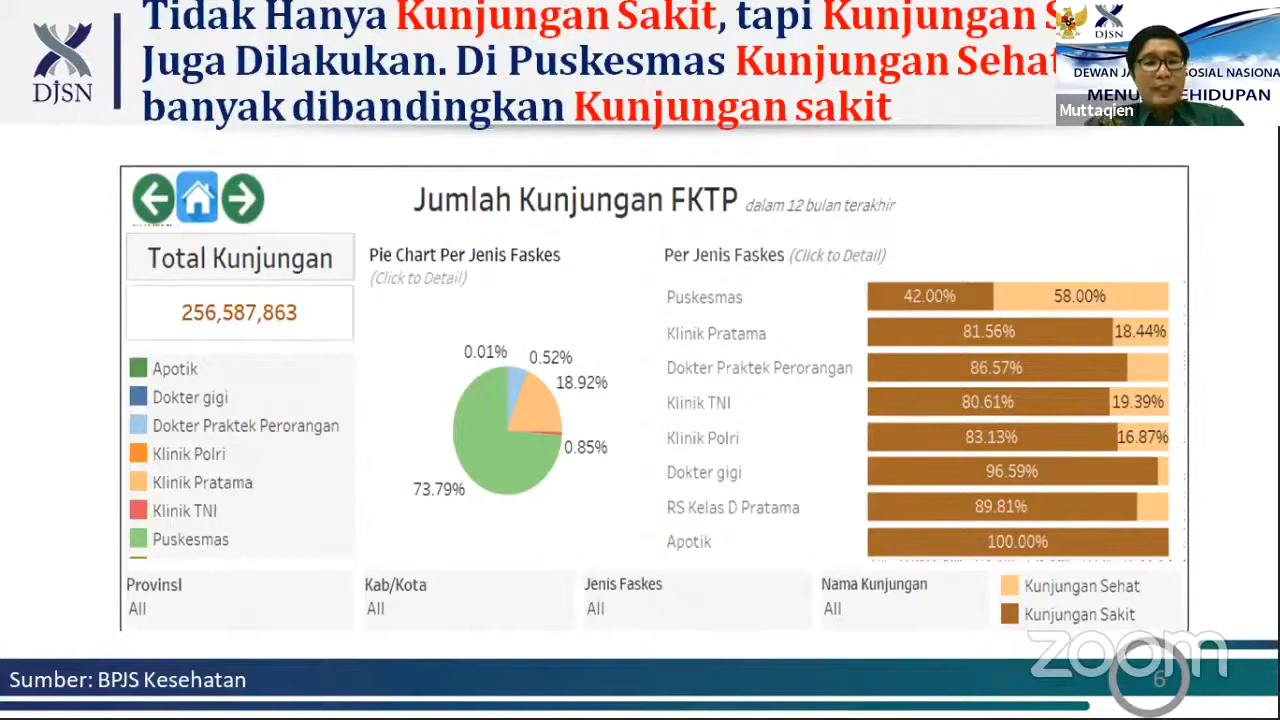 Tidak Hanya Kunjungan Sakit, tapi Kunjungan S
Juga Dilakukan. Di Puskesmas Kunjungan Sehat
banyak dibandingkan Kunjungan sakit
DJSN
DJSN
DEWAN JA SOSIAL NASIONA
MENU EHIDUPAN
Muttaqien
Jumlah Kunjungan FKTP dalam 12 bulan terakhir
Total Kunjungan
256,587,863
Apotik
Dokter gigi
Dokter Praktek Perorangan
Klinik Polri
Klinik Pratama
Klinik TNI
Puskesmas
Pie Chart Per Jenis Faskes
(Click to Detail)
0.01%
0.52%
18.92%
0.85%
73.79%
Per Jenis Faskes (Click to Detail)
Puskesmas 42.00% 58.00%
Klinik Pratama 81.56% 18.44%
Dokter Praktek Perorangan 86.57%
Klinik TNI 80.61% 19.39%
Klinik Polri 83.13% 16.87%
Dokter gigi 96.59%
RS Kelas D Pratama 89.81%
Apotik 100.00%
Provinsi
All
Kab/Kota
All
Jenis Faskes
All
Nama Kunjungan
All
Kunjungan Sehat
Kunjungan Sakit
zoom
Sumber: BPJS Kesehatan
6